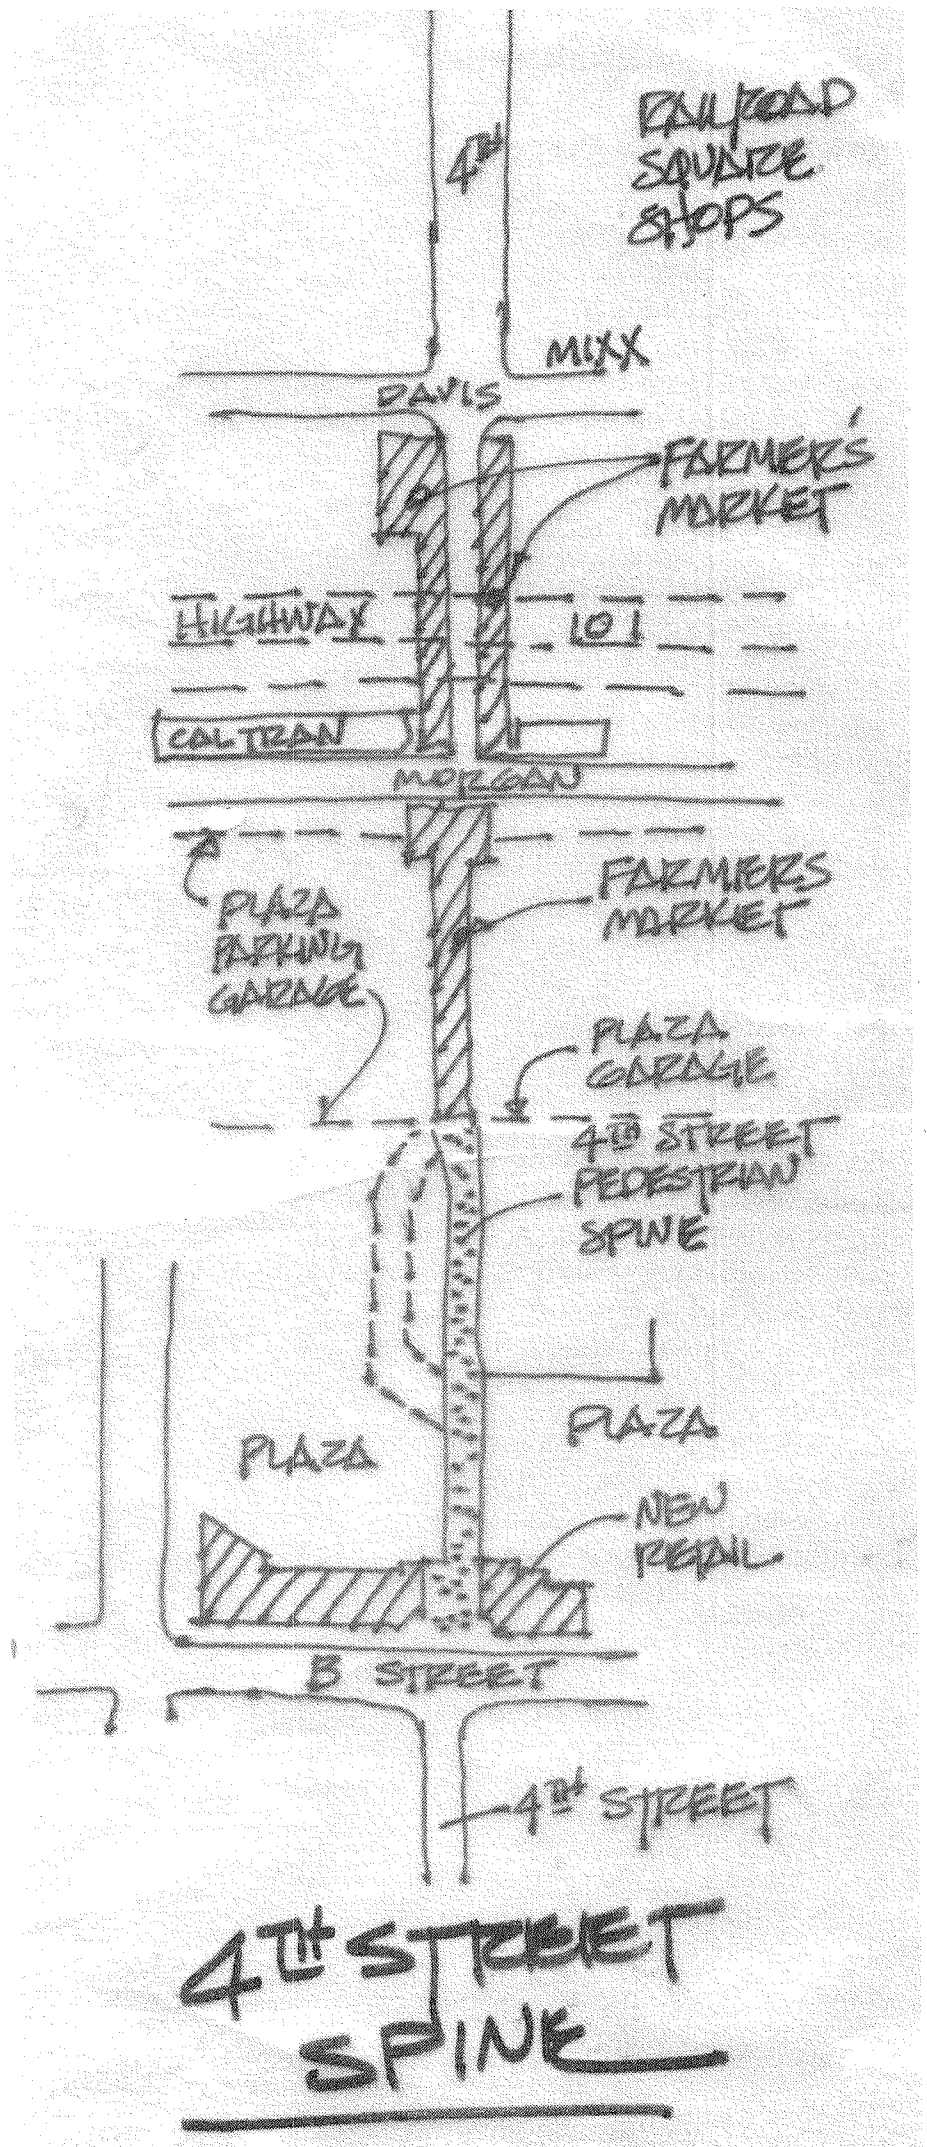 4TH
RAILROAD
SQUARE
SHOPS
MIXX
DAVIS
FARMER'S
MARKET
HIGHWAY 101
CALTRAN
MORGAN
PLAZA
PARKING
GARAGE
FARMERS
MARKET
PLAZA
GARAGE
4TH STREET
PEDESTRIAN
SPINE
PLAZA
PLAZA
NEW
RETAIL
B STREET
4TH STREET
4TH STREET
SPINE